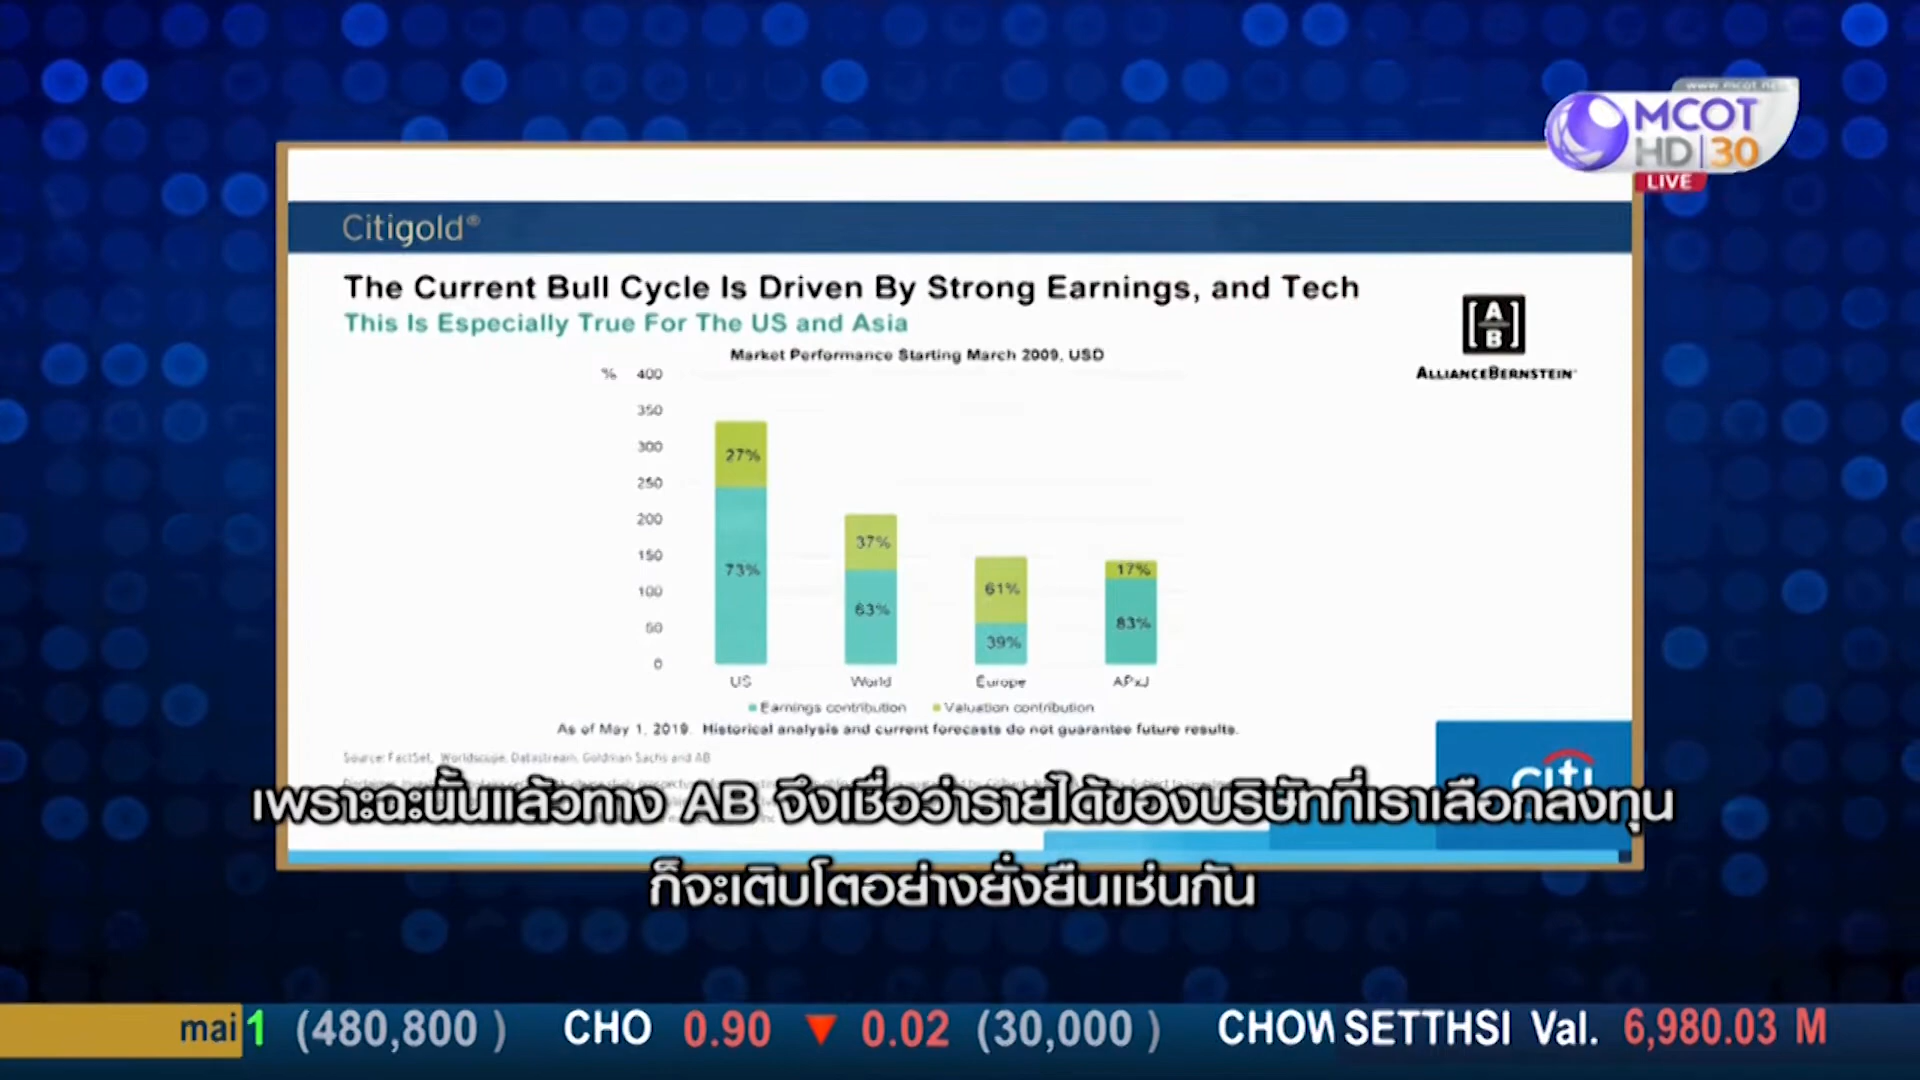 www.mcot.net
MCOT
HD 30
LIVE
Citigold®
The Current Bull Cycle Is Driven By Strong Earnings, and Tech
This Is Especially True For The US and Asia
[A B]
ALLIANCEBERNSTEIN
Market Performance Starting March 2009, USD
% 400
350
300
250
200
150
100
50
0
27%
73%
37%
63%
61%
39%
17%
83%
US World Europe APxJ
Earnings contribution Valuation contribution
As of May 1, 2019. Historical analysis and current forecasts do not guarantee future results.
Source: FactSet, Worldscope, Datastream, Goldman Sachs and AB
citi
เพราะฉะนั้นแล้วทาง AB จึงเชื่อว่ารายได้ของบริษัทที่เราเลือกลงทุน
ก็จะเติบโตอย่างยั่งยืนเช่นกัน
mai 1 (480,800 ) CHO 0.90 ▼ 0.02 (30,000 ) CHOW SETTHSI Val. 6,980.03 M